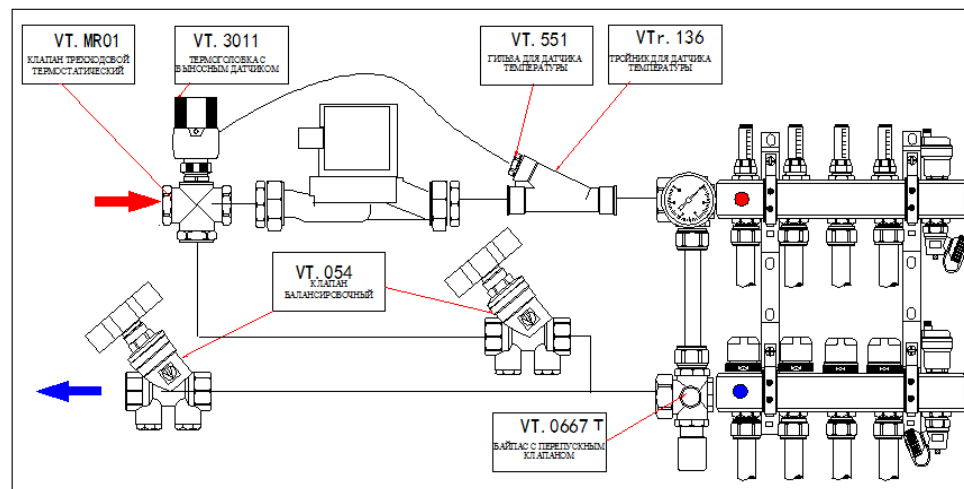 VT. MR01
КЛАПАН ТРЕХХОДОВОЙ
ТЕРМОСТАТИЧЕСКИЙ
VT. 3011
ТЕРМОГОЛОВКА С
ВЫНОСНЫМ ДАТЧИКОМ
VT. 551
ГИЛЬЗА ДЛЯ ДАТЧИКА
ТЕМПЕРАТУРЫ
VTr. 136
ТРОЙНИК ДЛЯ ДАТЧИКА
ТЕМПЕРАТУРЫ
VT. 054
КЛАПАН
БАЛАНСИРОВОЧНЫЙ
VT. 0667 T
БАЙПАС С ПЕРЕПУСКНЫМ
КЛАПАНОМ